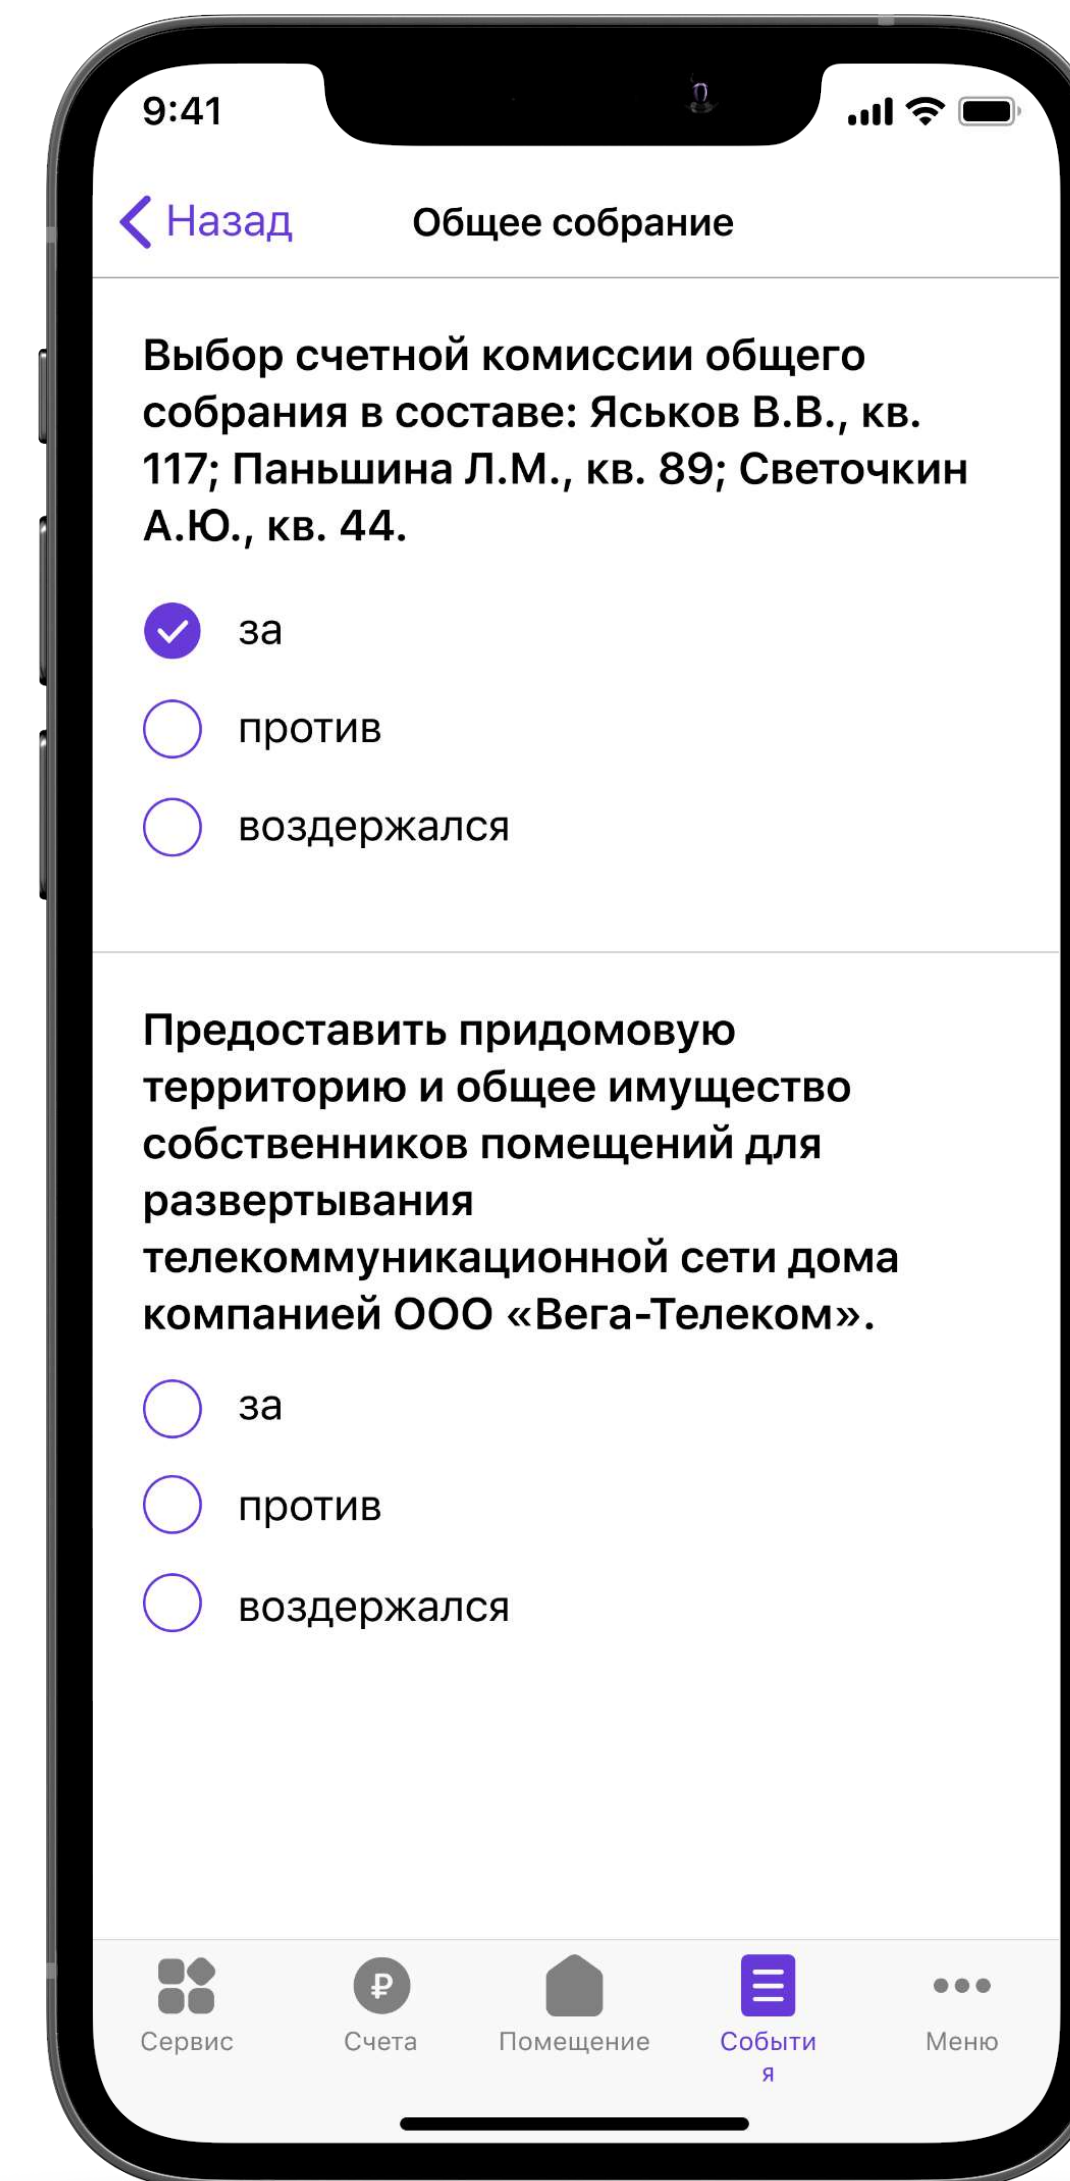 9:41
Назад
Общее собрание
Выбор счетной комиссии общего
собрания в составе: Яськов В.В., кв.
117; Паньшина Л.М., кв. 89; Светочкин
А.Ю., кв. 44.
за
против
воздержался
Предоставить придомовую
территорию и общее имущество
собственников помещений для
развертывания
телекоммуникационной сети дома
компанией ООО «Вега-Телеком».
за
против
воздержался
₽
Сервис
Счета
Помещение
Событи
я
Меню